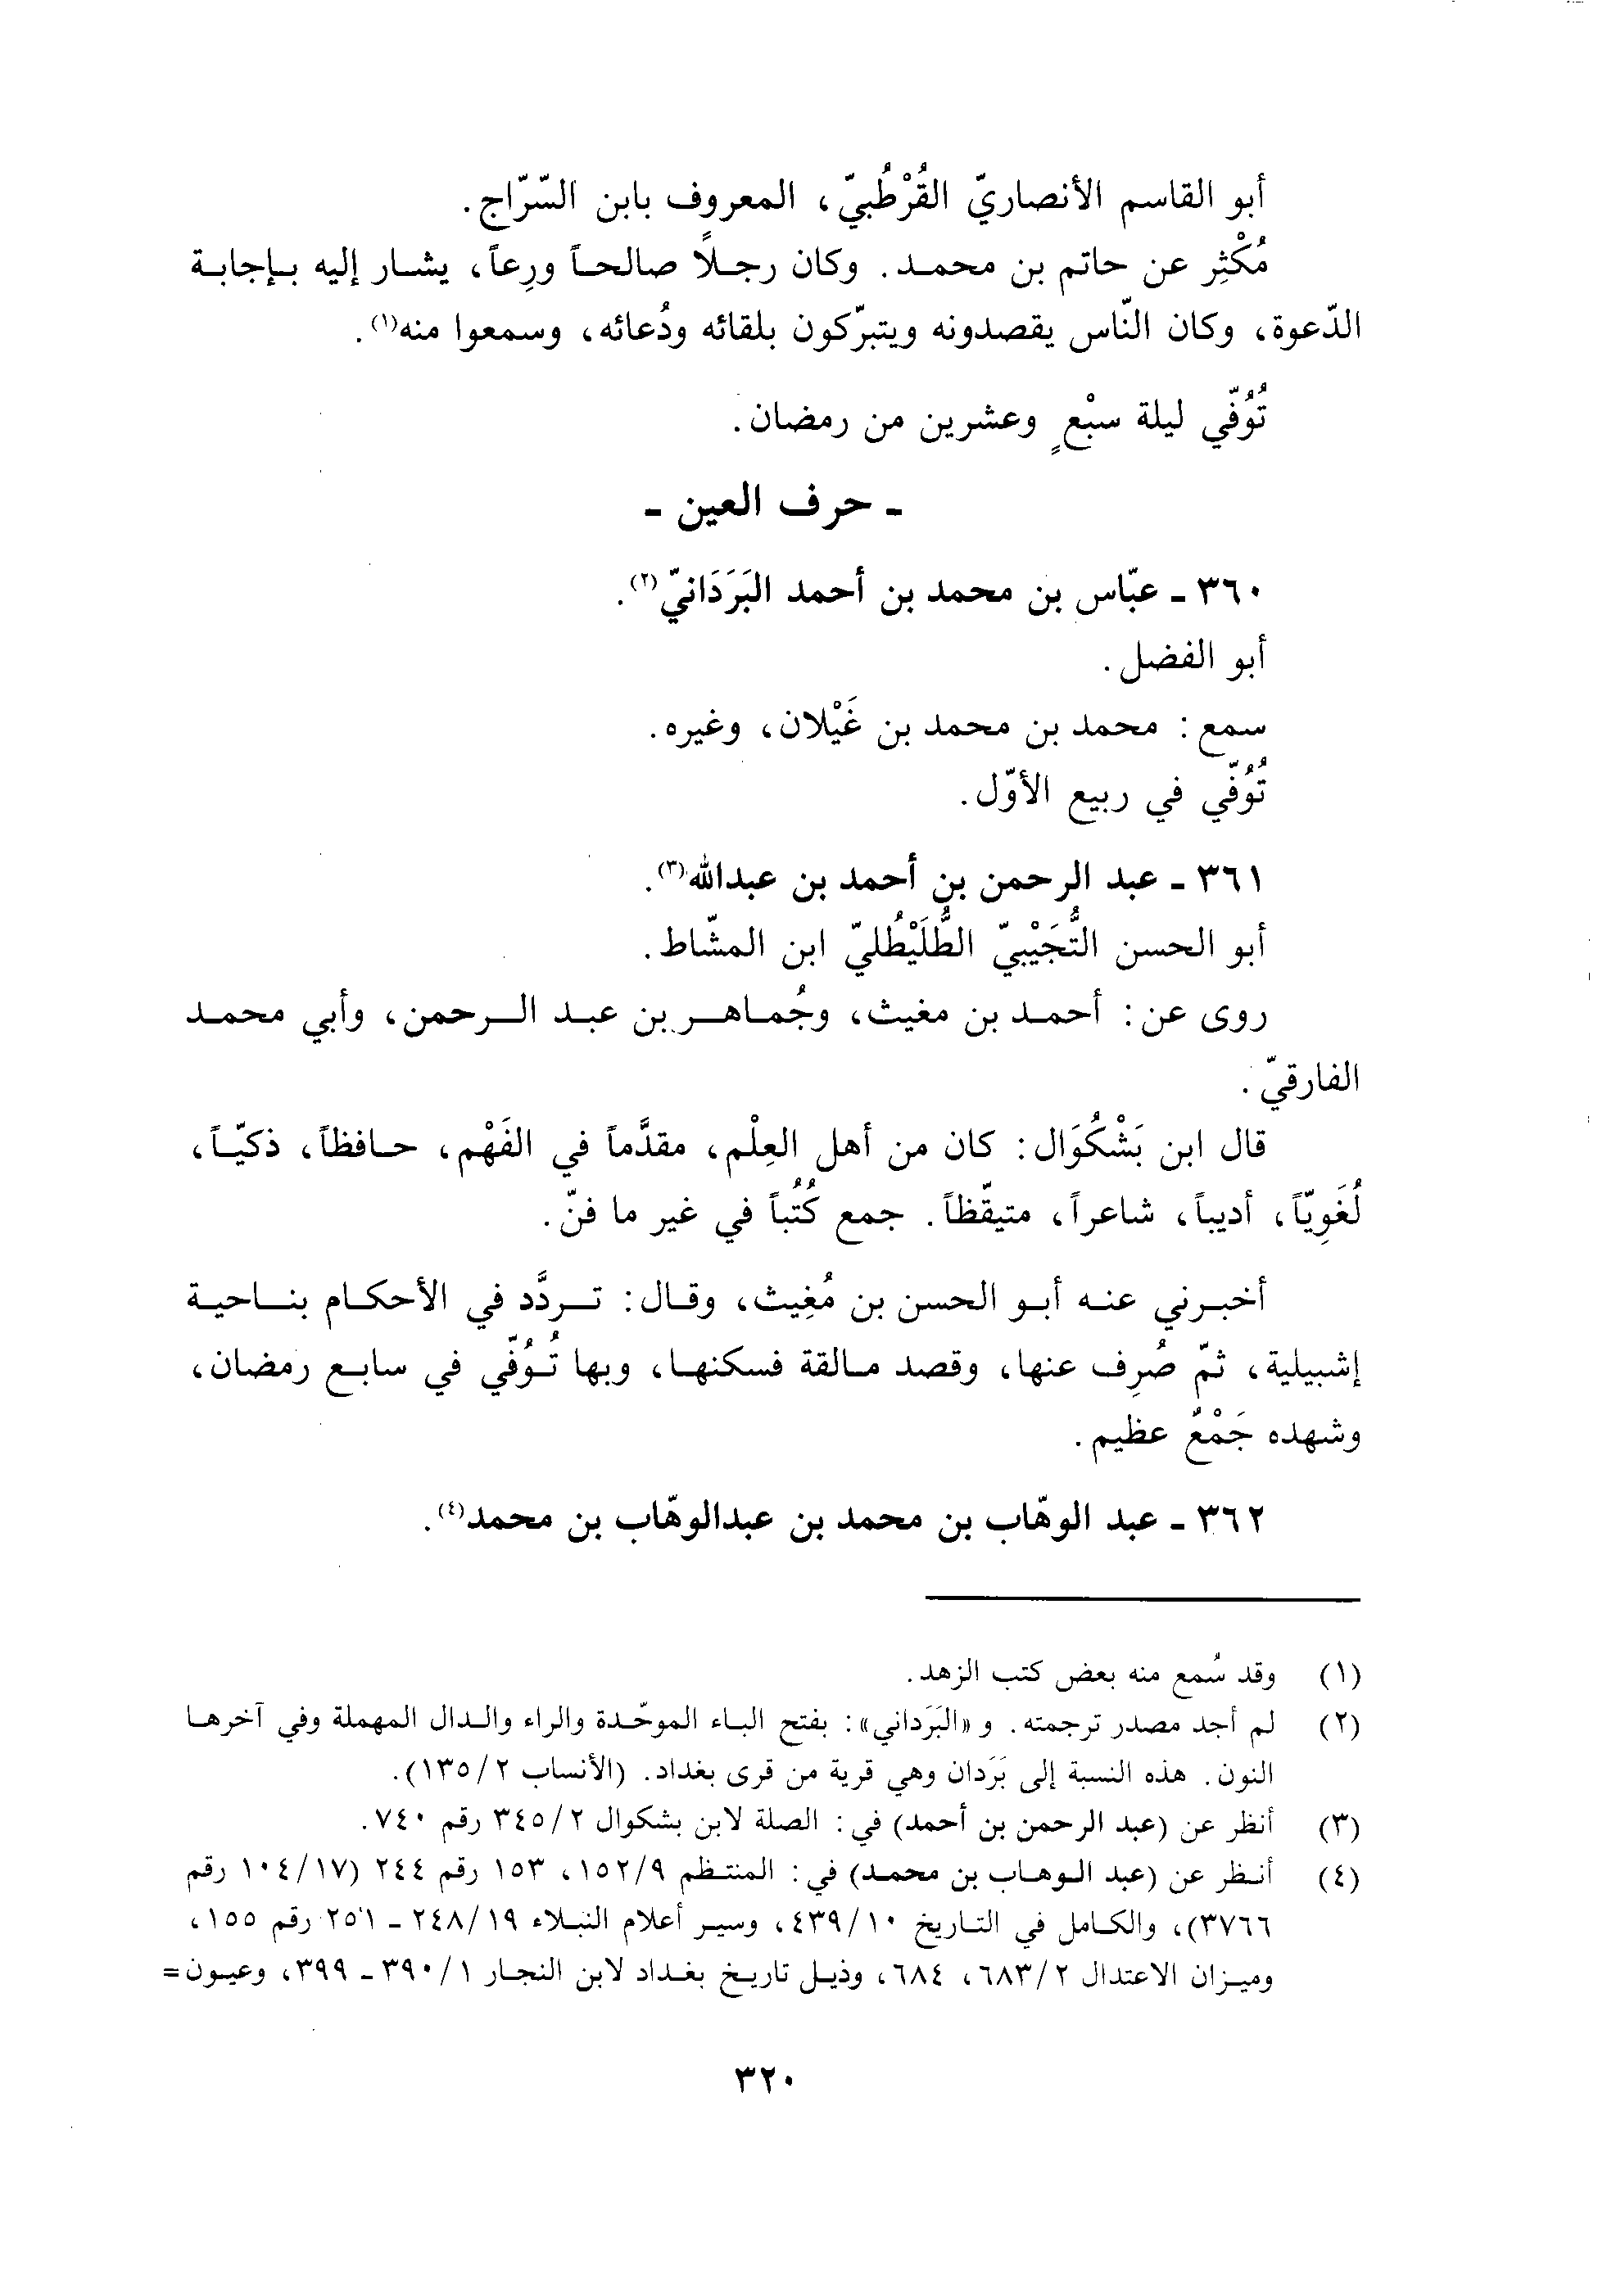 أبو القاسم الأنصاريّ القُرْطُبيّ، المعروف بابن السّرّاج.
مُكْثِر عن حاتم بن محمد. وكان رجلاً صالحاً ورِعاً، يشار إليه بإجابة
الدّعوة، وكان النّاس يقصدونه ويتبرّكون بلقائه ودُعائه، وسمعوا منه(١).
تُوُفّي ليلة سبْعٍ وعشرين من رمضان.
ـ حرف العين ـ
٣٦٠ ـ عبّاس بن محمد بن أحمد البَرَدَانيّ(٢).
أبو الفضل.
سمع: محمد بن محمد بن غَيْلان، وغيره.
تُوُفّي في ربيع الأوّل.
٣٦١ ـ عبد الرحمن بن أحمد بن عبدالله(٣).
أبو الحسن التُّجَيْبيّ الطُّلَيْطُليّ ابن المشّاط.
روى عن: أحمد بن مغيث، وجُماهر بن عبد الرحمن، وأبي محمد
الفارقيّ.
قال ابن بَشْكُوَال: كان من أهل العِلْم، مقدَّماً في الفَهْم، حافظاً، ذكيّاً،
لُغَوِيّاً، أديباً، شاعراً، متيقّظاً. جمع كُتُباً في غير ما فنّ.
أخبرني عنه أبو الحسن بن مُغِيث، وقال: تردَّد في الأحكام بناحية
إشبيلية، ثمّ صُرِف عنها، وقصد مالقة فسكنها، وبها تُوُفّي في سابع رمضان،
وشهده جَمْعٌ عظيم.
٣٦٢ ـ عبد الوهّاب بن محمد بن عبدالوهّاب بن محمد(٤).
(١) وقد سُمع منه بعض كتب الزهد.
(٢) لم أجد مصدر ترجمته. و«البَرَداني»: بفتح الباء الموحّدة والراء والدال المهملة وفي آخرها
النون. هذه النسبة إلى بَرَدان وهي قرية من قرى بغداد. (الأنساب ٢/١٣٥).
(٣) أنظر عن (عبد الرحمن بن أحمد) في: الصلة لابن بشكوال ٢/٣٤٥ رقم ٧٤٠.
(٤) أنظر عن (عبد الوهاب بن محمد) في: المنتظم ٩/١٥٢، ١٥٣ رقم ٢٤٤ (١٧/١٠٤ رقم
٣٧٦٦)، والكامل في التاريخ ١٠/٤٣٩، وسير أعلام النبلاء ١٩/٢٤٨ ـ ٢٥١ رقم ١٥٥،
وميزان الاعتدال ٢/٦٨٣، ٦٨٤، وذيل تاريخ بغداد لابن النجار ١/٣٩٠ ـ ٣٩٩، وعيون=
٣٢٠